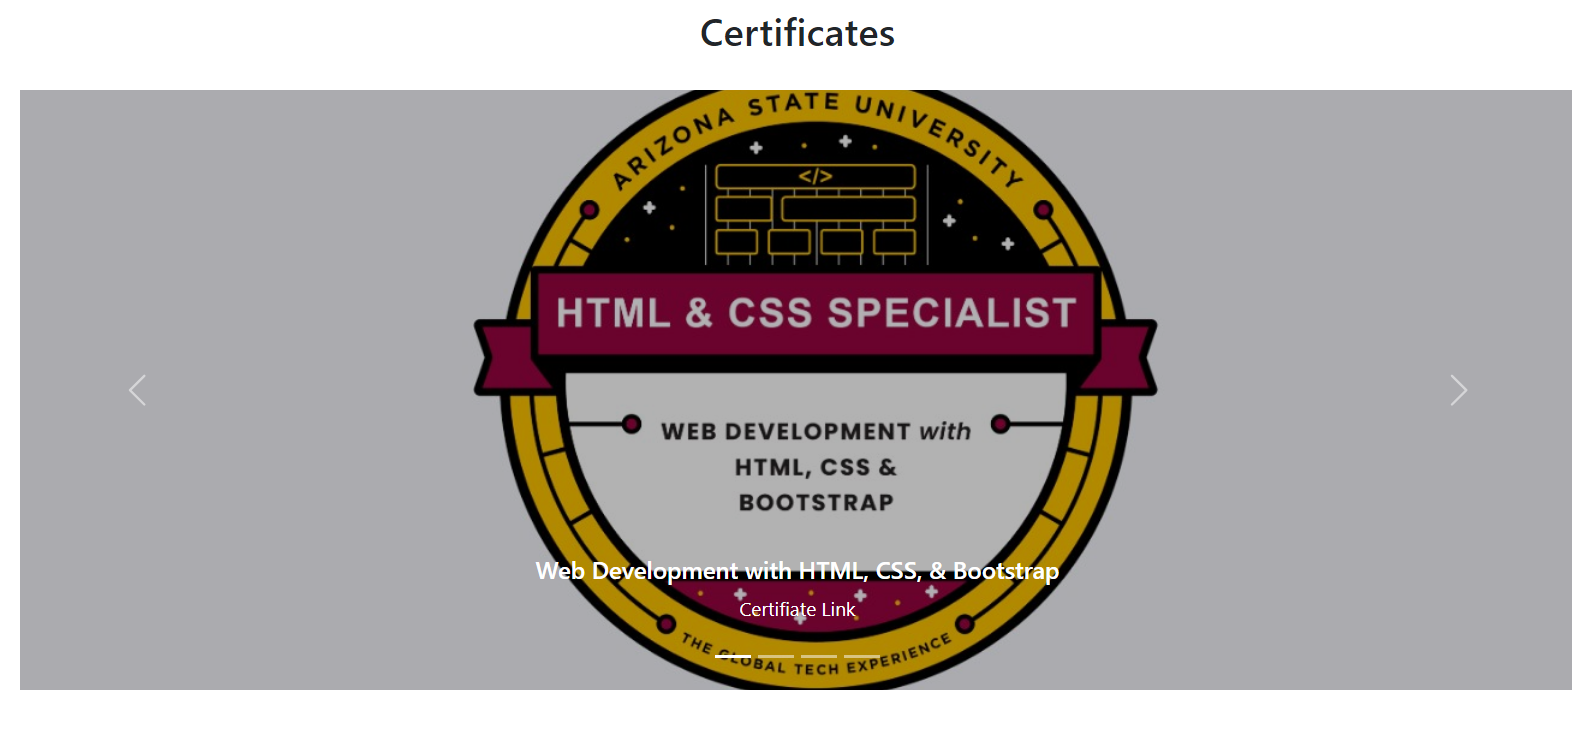 Certificates
ARIZONA STATE UNIVERSITY
</>
HTML & CSS SPECIALIST
WEB DEVELOPMENT with
HTML, CSS &
BOOTSTRAP
Web Development with HTML, CSS, & Bootstrap
Certifiate Link
THE GLOBAL TECH EXPERIENCE